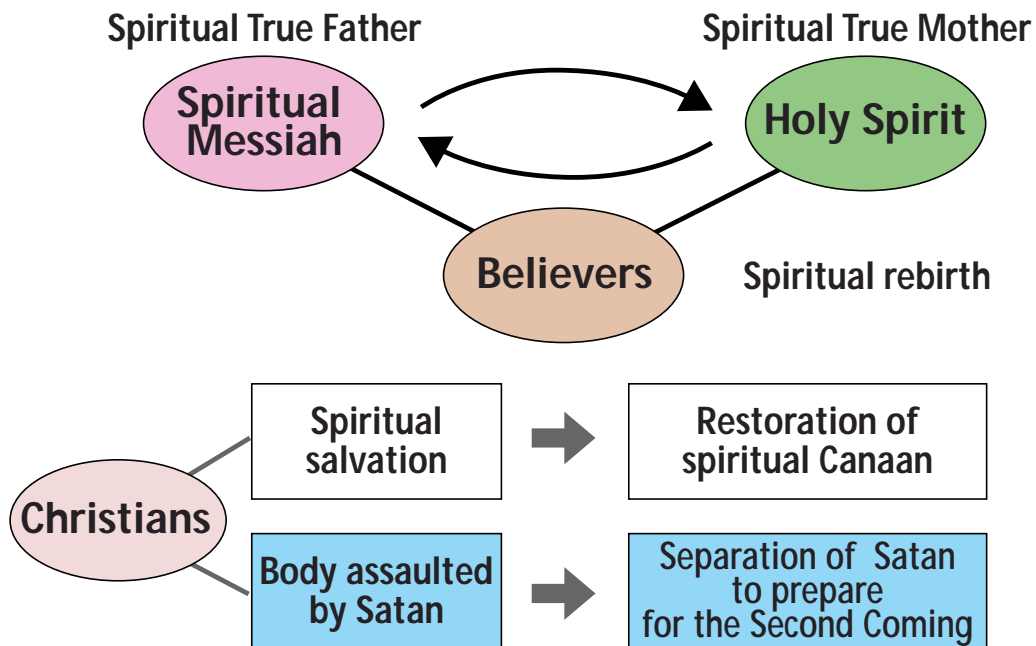 Spiritual True Father
Spiritual True Mother
Spiritual
Messiah
Holy Spirit
Believers
Spiritual rebirth
Christians
Spiritual
salvation
Restoration of
spiritual Canaan
Body assaulted
by Satan
Separation of Satan
to prepare
for the Second Coming